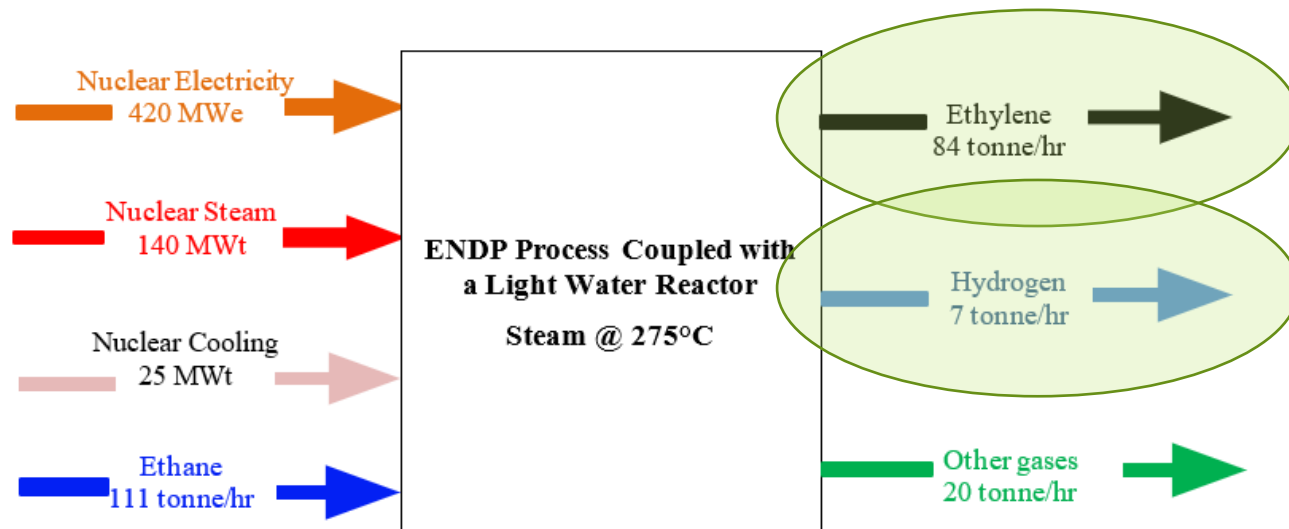 Nuclear Electricity
420 MWe
Nuclear Steam
140 MWt
Nuclear Cooling
25 MWt
Ethane
111 tonne/hr
ENDP Process Coupled with
a Light Water Reactor
Steam @ 275°C
Ethylene
84 tonne/hr
Hydrogen
7 tonne/hr
Other gases
20 tonne/hr